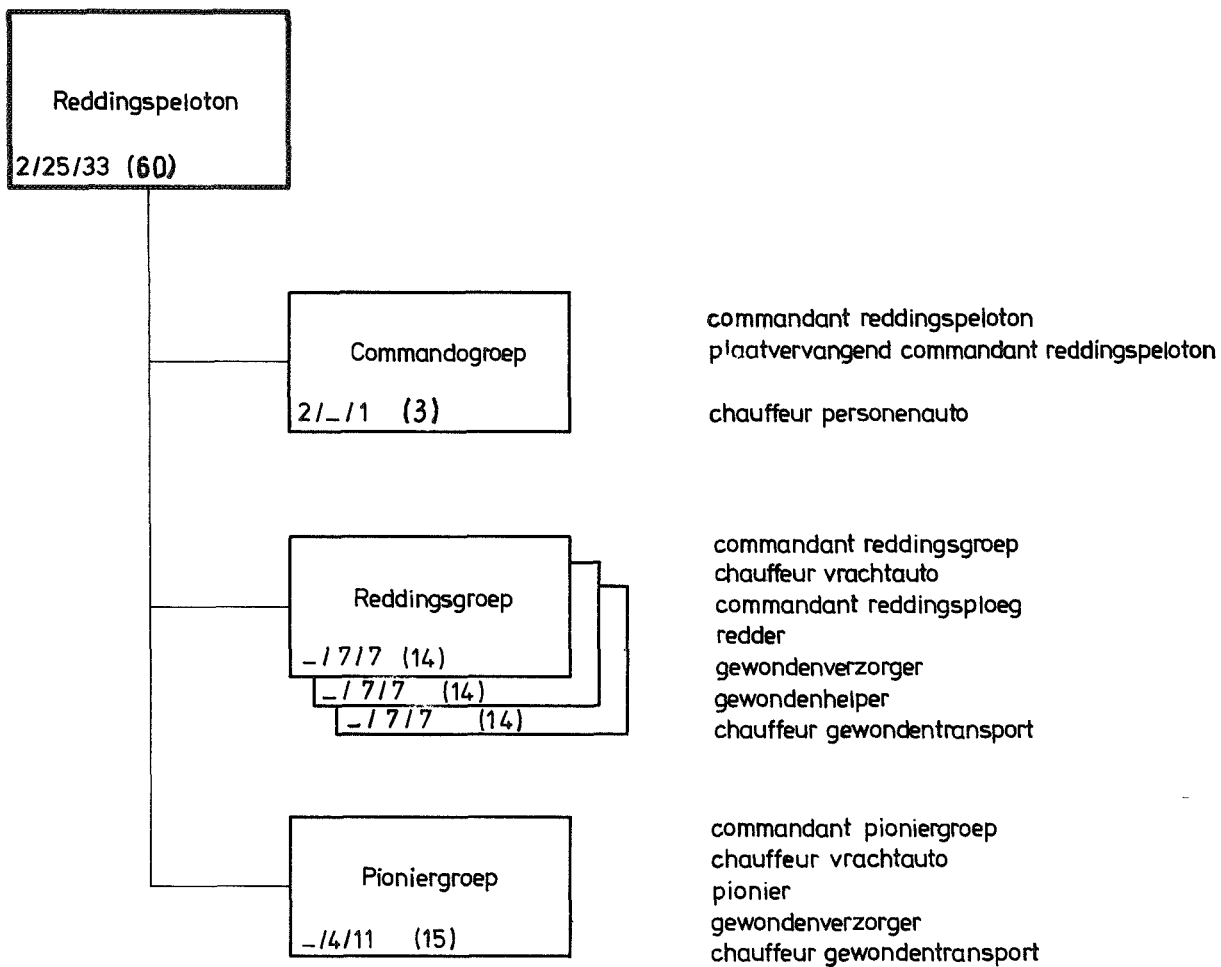 Reddingspeloton
2/25/33 (60)
Commandogroep
2/_/1 (3)
commandant reddingspeloton
plaatvervangend commandant reddingspeloton
chauffeur personenauto
Reddingsgroep
_/7/7 (14)
_/7/7 (14)
_/7/7 (14)
commandant reddingsgroep
chauffeur vrachtauto
commandant reddingsploeg
redder
gewondenverzorger
gewondenhelper
chauffeur gewondentransport
Pioniergroep
_/4/11 (15)
commandant pioniergroep
chauffeur vrachtauto
pionier
gewondenverzorger
chauffeur gewondentransport